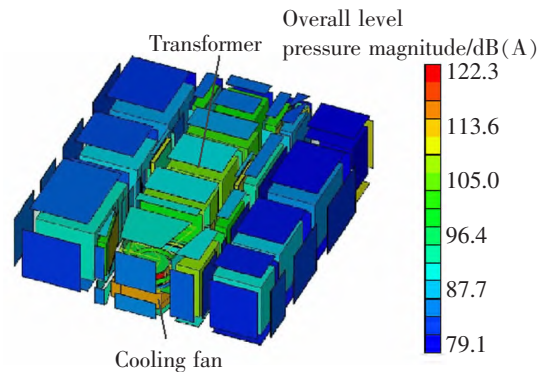 Overall level
pressure magnitude/dB(A)
Transformer
122.3
113.6
105.0
96.4
87.7
79.1
Cooling fan